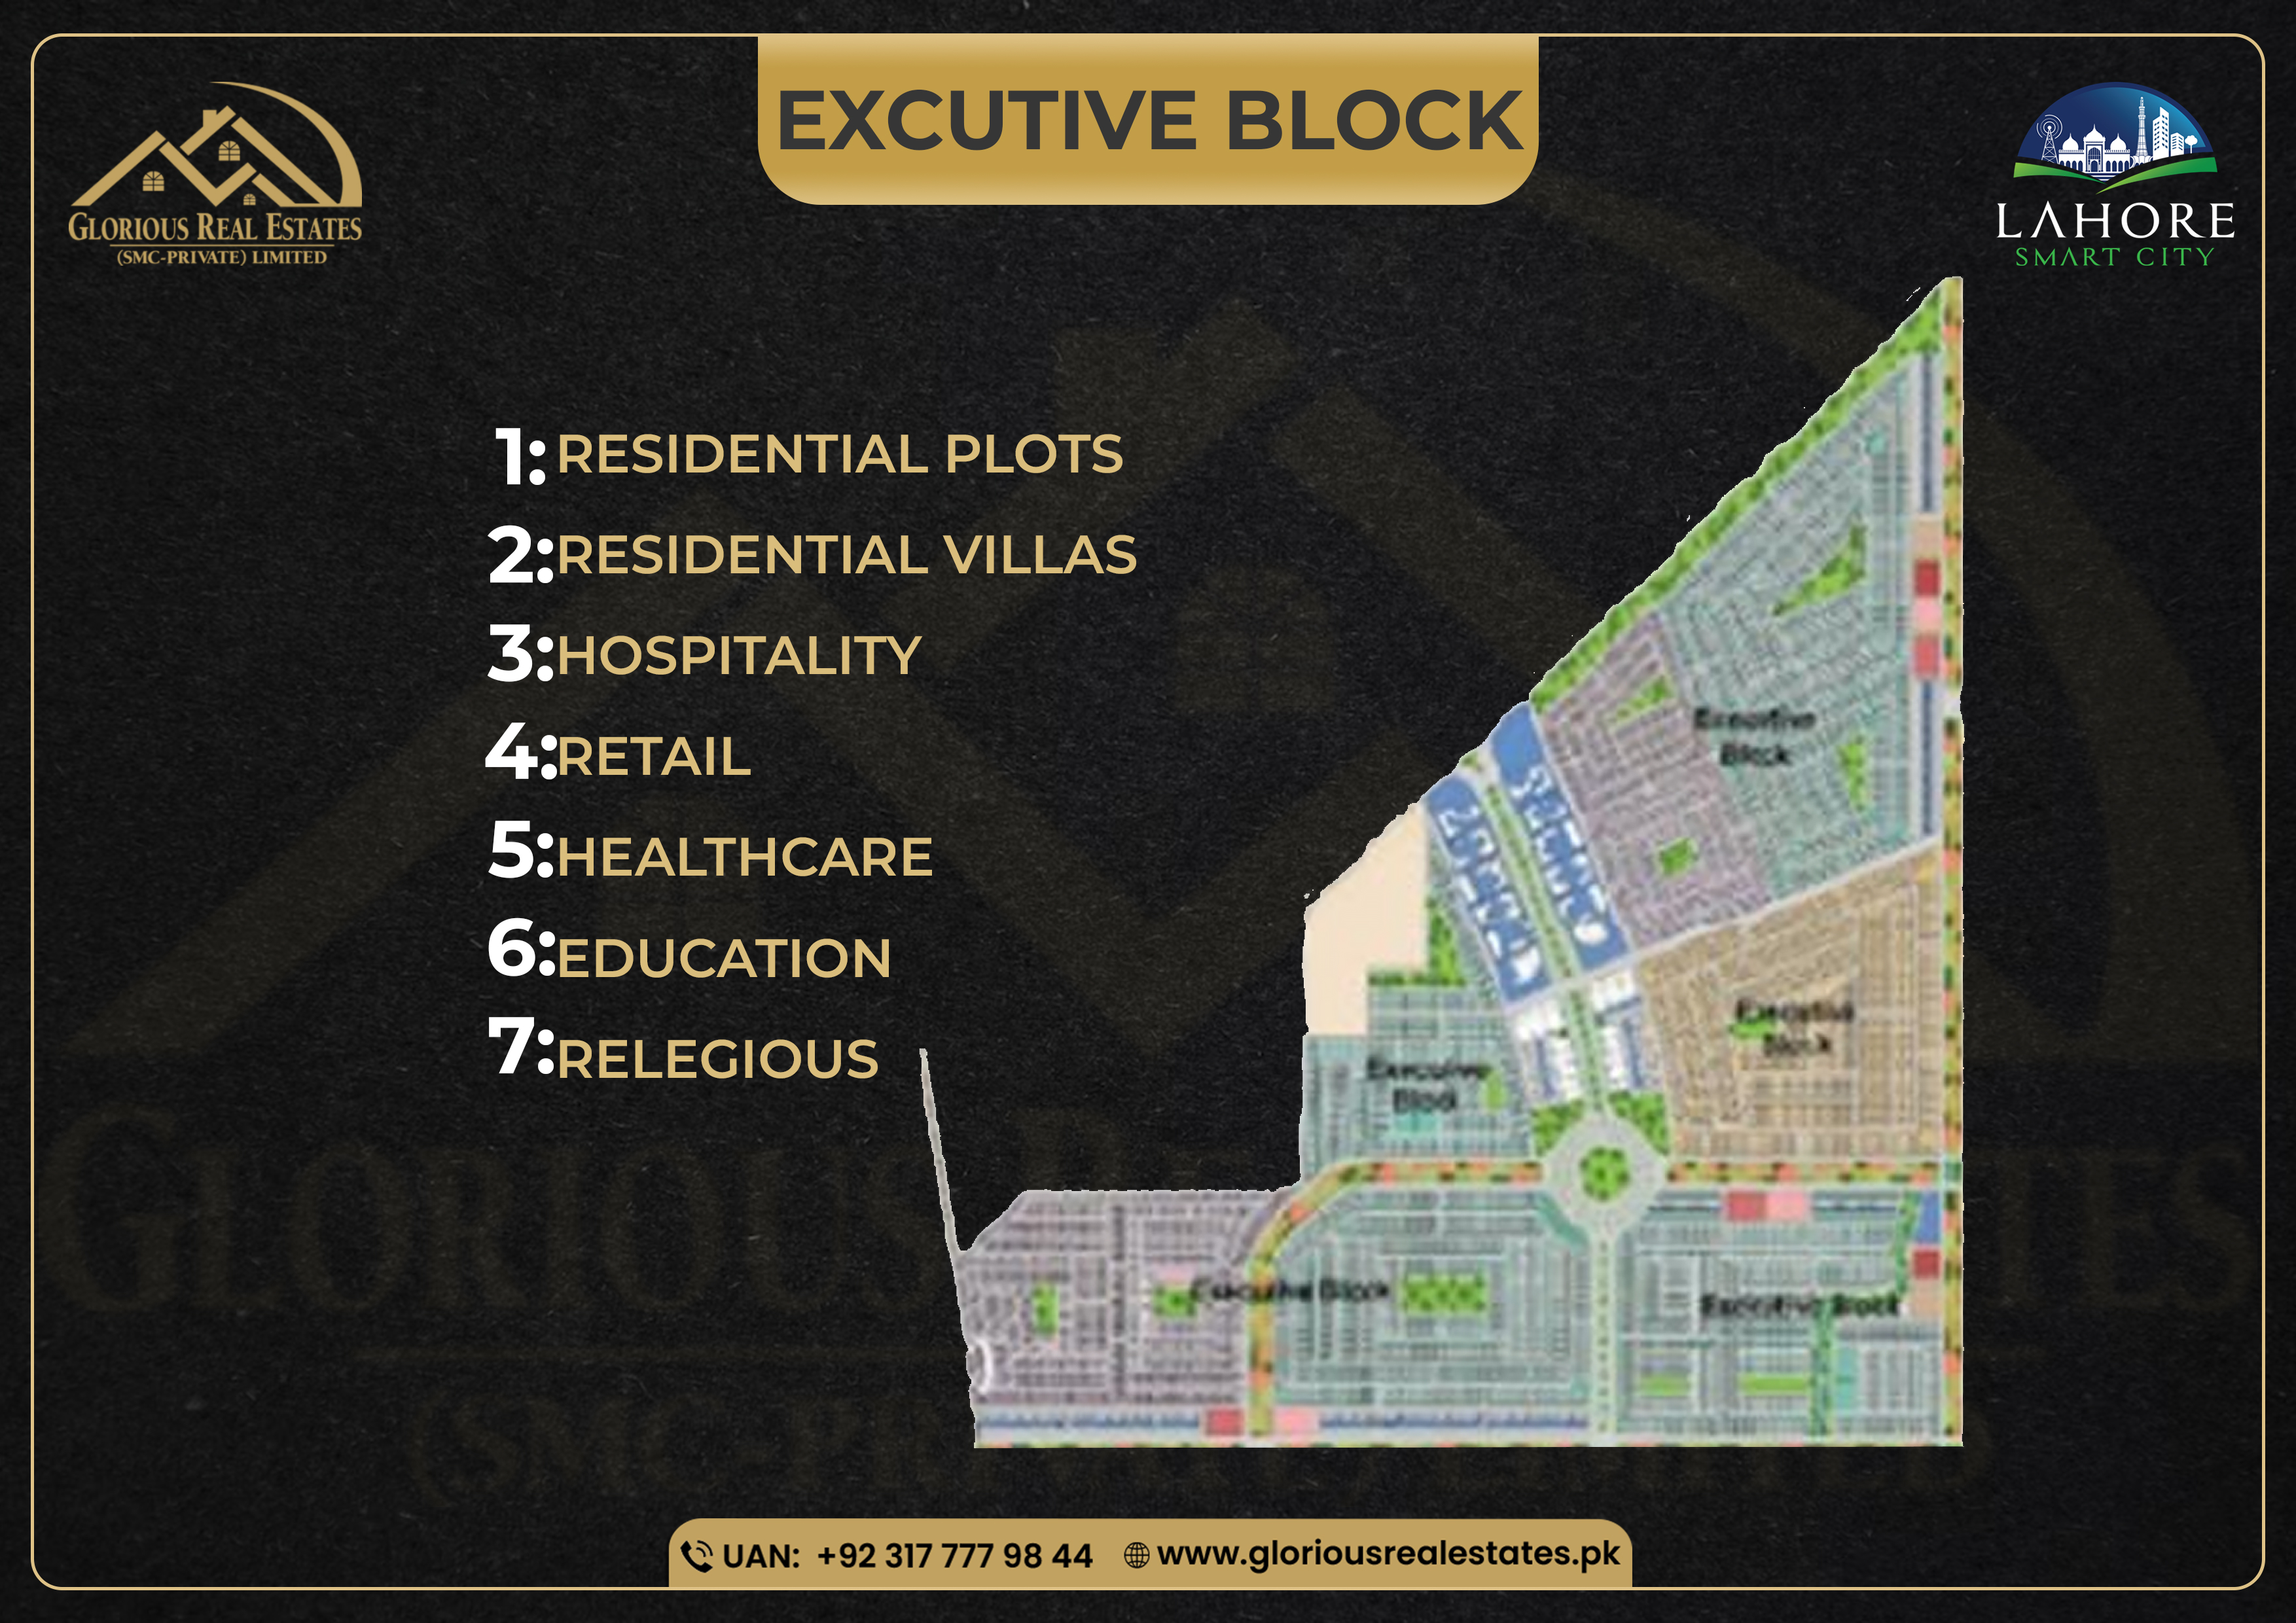 EXCUTIVE BLOCK
GLORIOUS REAL ESTATES
(SMC-PRIVATE) LIMITED
LAHORE
SMART CITY
1: RESIDENTIAL PLOTS
2: RESIDENTIAL VILLAS
3: HOSPITALITY
4: RETAIL
5: HEALTHCARE
6: EDUCATION
7: RELEGIOUS
Executive
Block
Executive
Block
Executive
Block
Executive Block
Executive Block
UAN: +92 317 777 98 44
www.gloriousrealestates.pk